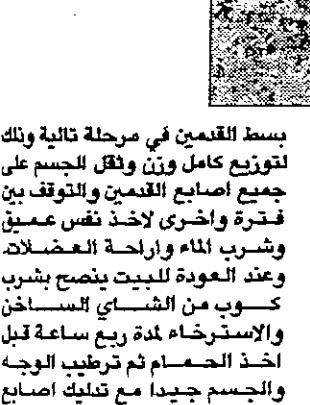 بسط القدمين في مرحلة تالية وذلك
لتوزيع كامل وزن وثقل الجسم على
جميع اصابع القدمين والتوقف بين
فترة واخرى لاخذ نفس عميق
وشرب الماء واراحة العضلات.
وعند العودة للبيت ينصح بشرب
كوب من الشاي الساخن
والاسترخاء لمدة ربع ساعة قبل
اخذ الحمام ثم ترطيب الوجه
والجسم جيدا مع تدليك اصابع